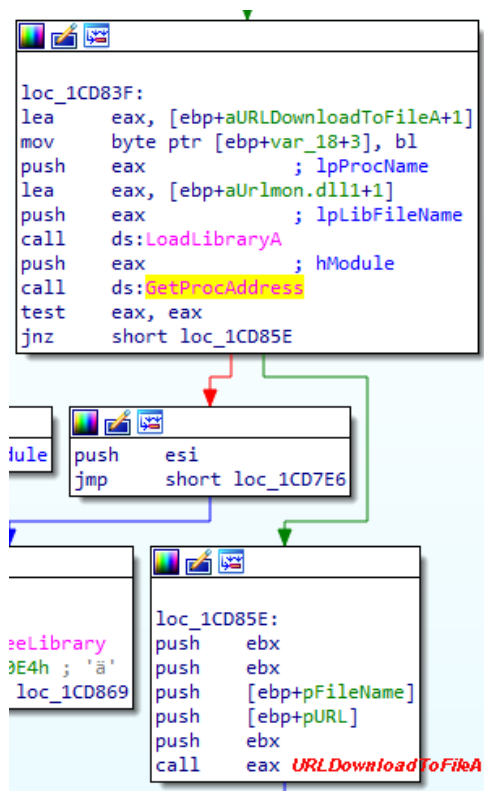 loc_1CD83F:
lea eax, [ebp+aURLDownloadToFileA+1]
mov byte ptr [ebp+var_18+3], bl
push eax ; lpProcName
lea eax, [ebp+aUrlmon.dll1+1]
push eax ; lpLibFileName
call ds:LoadLibraryA
push eax ; hModule
call ds:GetProcAddress
test eax, eax
jnz short loc_1CD85E
dule
push esi
jmp short loc_1CD7E6
eeLibrary
0E4h ; 'ä'
loc_1CD869
loc_1CD85E:
push ebx
push ebx
push [ebp+pFileName]
push [ebp+pURL]
push ebx
call eax URLDownloadToFileA